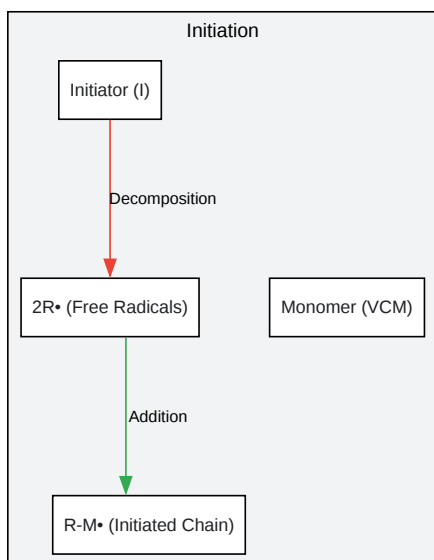 Initiation
Initiator (I)
Decomposition
2R• (Free Radicals)
Monomer (VCM)
Addition
R-M• (Initiated Chain)